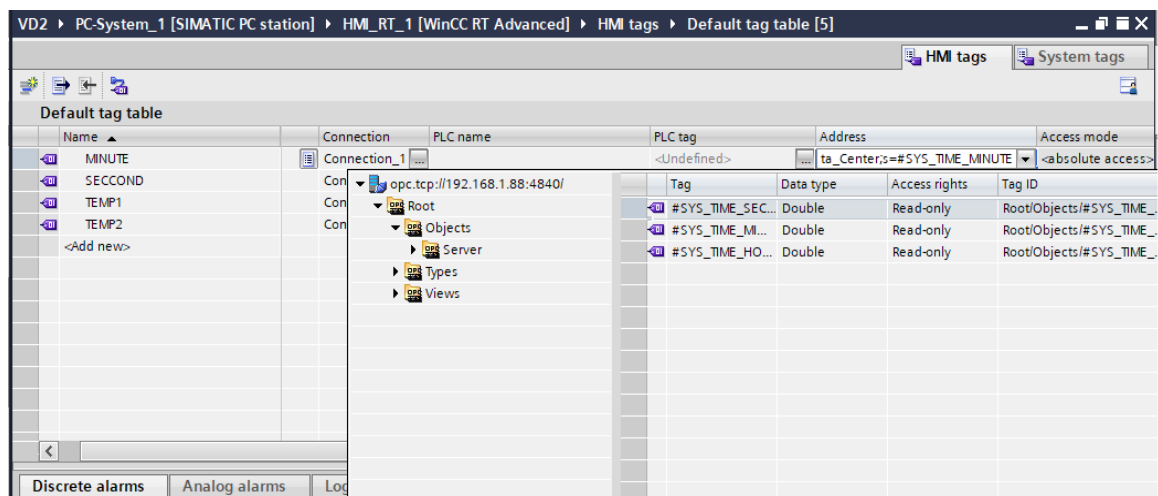 VD2 ▸ PC-System_1 [SIMATIC PC station] ▸ HMI_RT_1 [WinCC RT Advanced] ▸ HMI tags ▸ Default tag table [5]
HMI tags System tags
Default tag table
Name Connection PLC name PLC tag Address Access mode
MINUTE Connection_1 ... <Undefined> ... ta_Center;s=#SYS_TIME_MINUTE <absolute access>
SECCOND Con
TEMP1 Con
TEMP2 Con
<Add new>
opc.tcp://192.168.1.88:4840/
Root
Objects
Server
Types
Views
Tag Data type Access rights Tag ID
#SYS_TIME_SEC... Double Read-only Root/Objects/#SYS_TIME_...
#SYS_TIME_MI... Double Read-only Root/Objects/#SYS_TIME_...
#SYS_TIME_HO... Double Read-only Root/Objects/#SYS_TIME_...
Discrete alarms Analog alarms Log